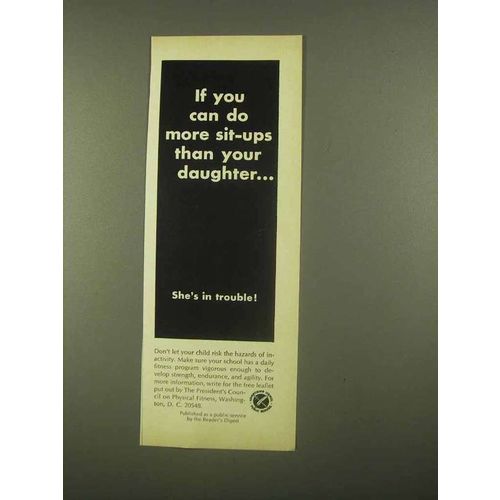 If you
can do
more sit-ups
than your
daughter...
She's in trouble!
Don't let your child risk the hazards of in-
activity. Make sure your school has a daily
fitness program vigorous enough to de-
velop strength, endurance, and agility. For
more information, write for the free leaflet
put out by The President's Coun-
cil on Physical Fitness, Washing-
ton, D. C. 20548.
Published as a public service
by the Reader's Digest